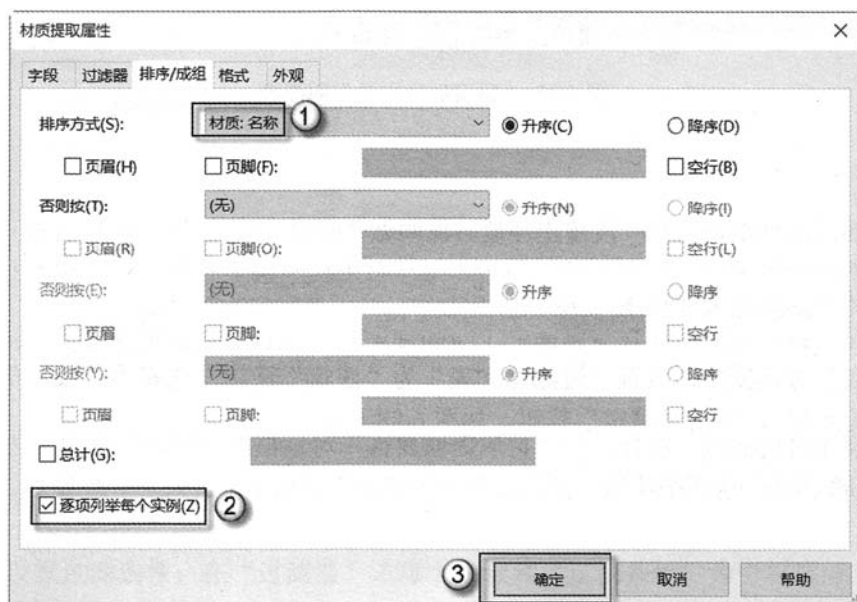 材质提取属性
字段 过滤器 排序/成组 格式 外观
排序方式(S): 材质: 名称 ① 升序(C) 降序(D)
页眉(H) 页脚(F): 空行(B)
否则按(T): (无) 升序(N) 降序(I)
页眉(R) 页脚(O): 空行(L)
否则按(E): (无) 升序 降序
页眉 页脚: 空行
否则按(Y): (无) 升序 降序
页眉 页脚: 空行
总计(G):
逐项列举每个实例(Z) ②
③ 确定 取消 帮助